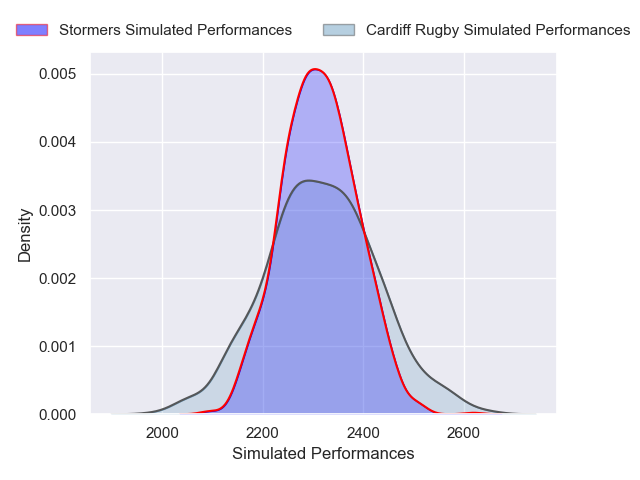 Stormers Simulated Performances
Cardiff Rugby Simulated Performances
0.005
0.004
0.003
0.002
0.001
0.000
Density
2000
2200
2400
2600
Simulated Performances